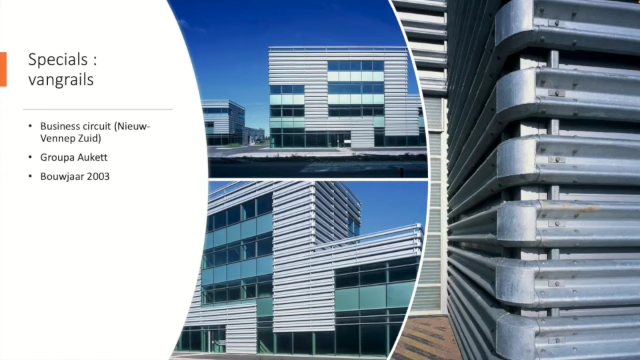 Specials :
vangrails
• Business circuit (Nieuw-
Vennep Zuid)
• Groupa Aukett
• Bouwjaar 2003